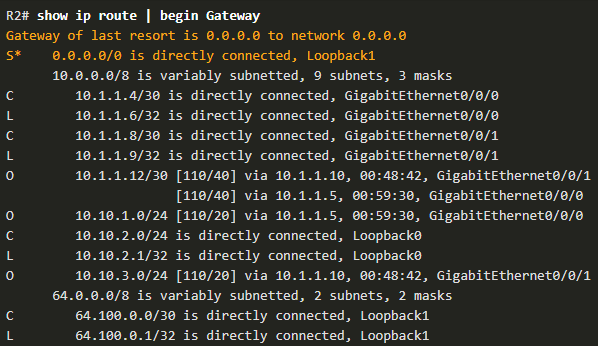 R2# show ip route | begin Gateway
Gateway of last resort is 0.0.0.0 to network 0.0.0.0
S*    0.0.0.0/0 is directly connected, Loopback1
      10.0.0.0/8 is variably subnetted, 9 subnets, 3 masks
C        10.1.1.4/30 is directly connected, GigabitEthernet0/0/0
L        10.1.1.6/32 is directly connected, GigabitEthernet0/0/0
C        10.1.1.8/30 is directly connected, GigabitEthernet0/0/1
L        10.1.1.9/32 is directly connected, GigabitEthernet0/0/1
O        10.1.1.12/30 [110/40] via 10.1.1.10, 00:48:42, GigabitEthernet0/0/1
                      [110/40] via 10.1.1.5, 00:59:30, GigabitEthernet0/0/0
O        10.10.1.0/24 [110/20] via 10.1.1.5, 00:59:30, GigabitEthernet0/0/0
C        10.10.2.0/24 is directly connected, Loopback0
L        10.10.2.1/32 is directly connected, Loopback0
O        10.10.3.0/24 [110/20] via 10.1.1.10, 00:48:42, GigabitEthernet0/0/1
      64.0.0.0/8 is variably subnetted, 2 subnets, 2 masks
C        64.100.0.0/30 is directly connected, Loopback1
L        64.100.0.1/32 is directly connected, Loopback1